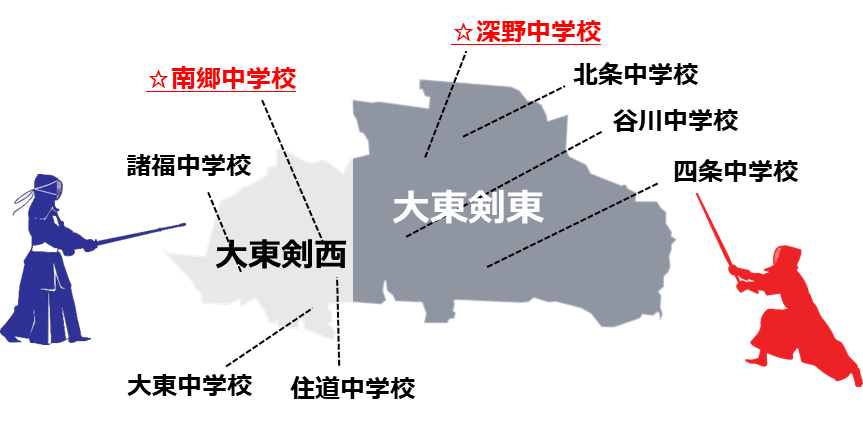 ☆深野中学校
☆南郷中学校
北条中学校
谷川中学校
諸福中学校
四条中学校
大東剣東
大東剣西
大東中学校
住道中学校